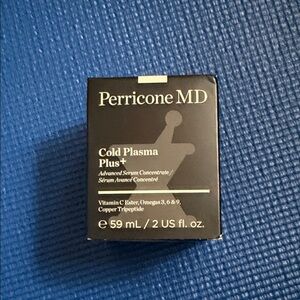 Perricone MD
Cold Plasma
Plus+
Advanced Serum Concentrate /
Sérum Avancé Concentré
Vitamin C Ester, Omegas 3, 6 & 9,
Copper Tripeptide
℮ 59 mL / 2 US fl. oz.